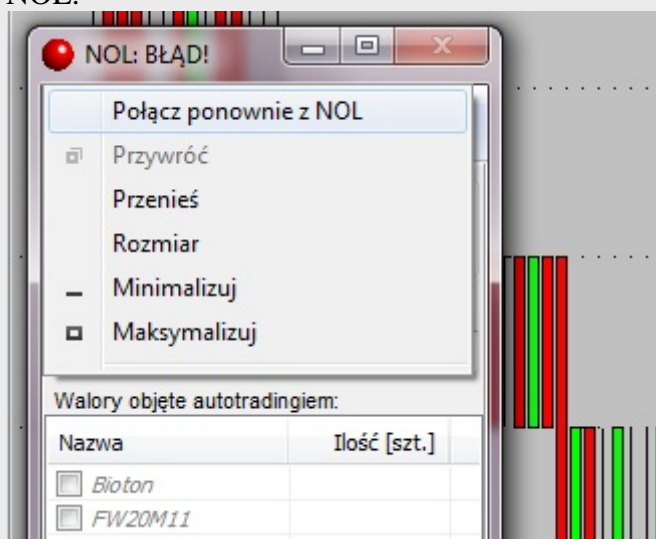 NOL:
NOL: BŁĄD!
Połącz ponownie z NOL
Przywróć
Przenieś
Rozmiar
Minimalizuj
Maksymalizuj
Walory objęte autotradingiem:
Nazwa Ilość [szt.]
Bioton
FW20M11